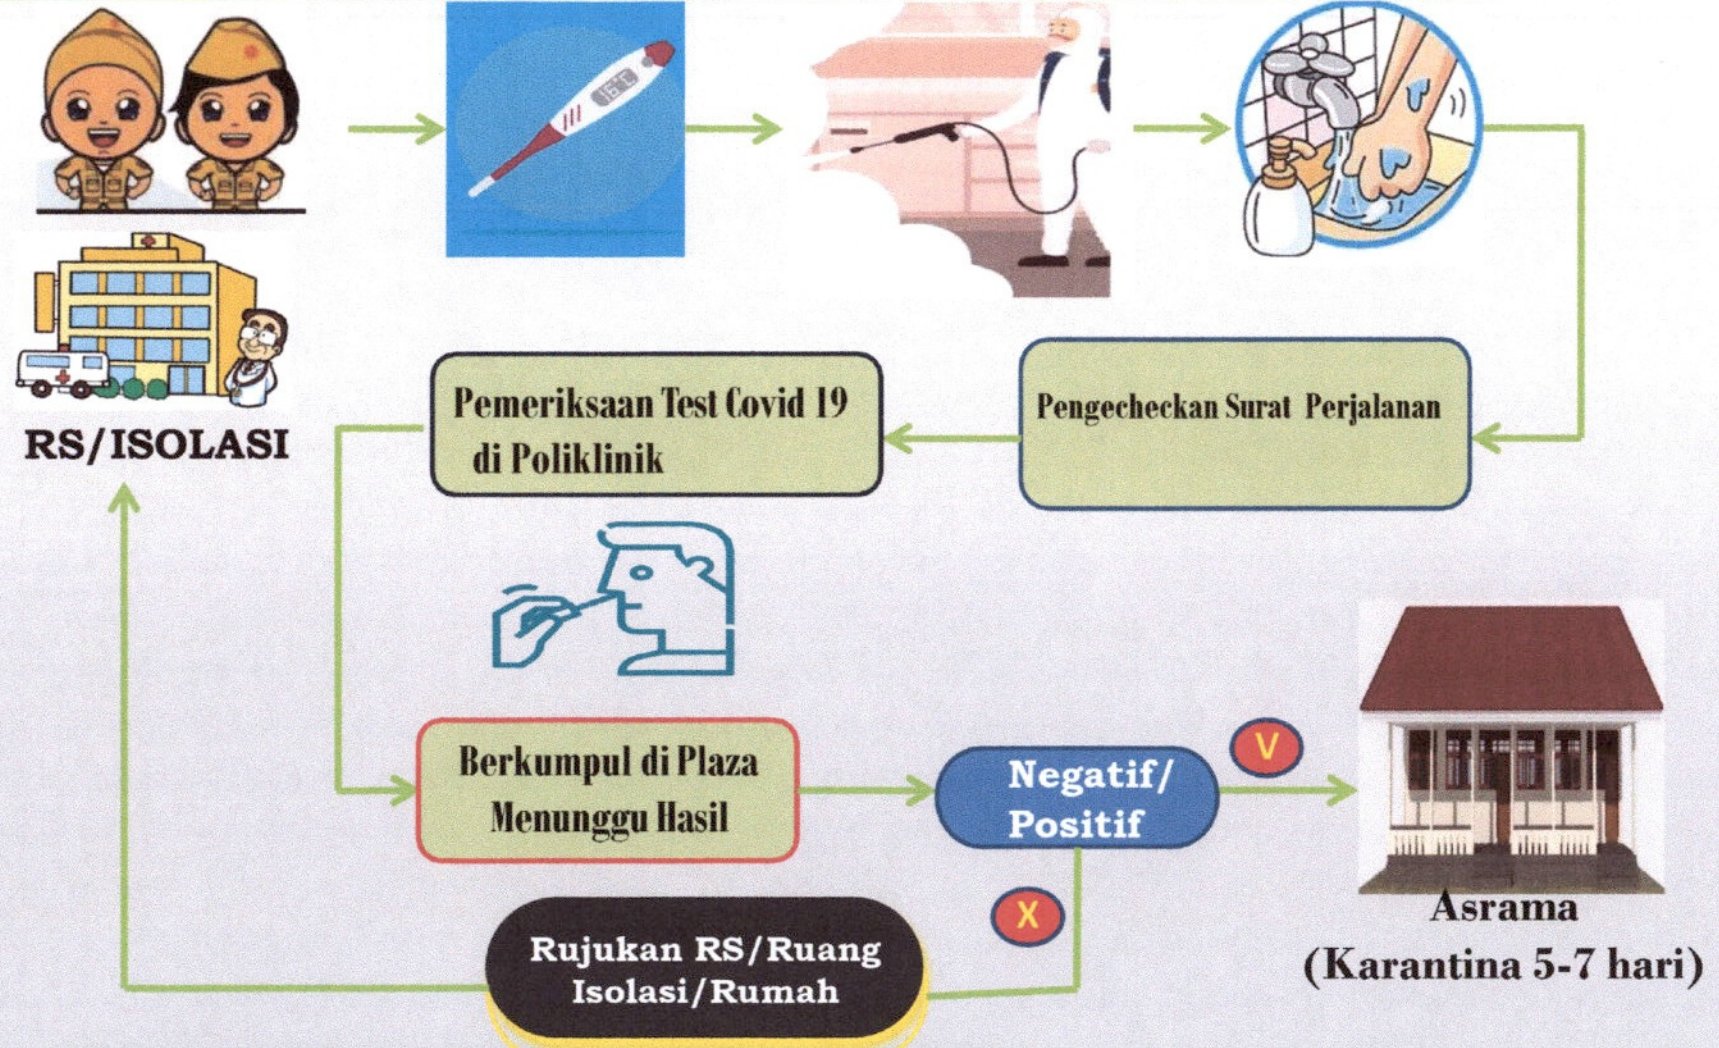 RS/ISOLASI
Pemeriksaan Test Covid 19
di Poliklinik
Pengecheckan Surat Perjalanan
Berkumpul di Plaza
Menunggu Hasil
Negatif/
Positif
V
X
Rujukan RS/Ruang
Isolasi/Rumah
Asrama
(Karantina 5-7 hari)